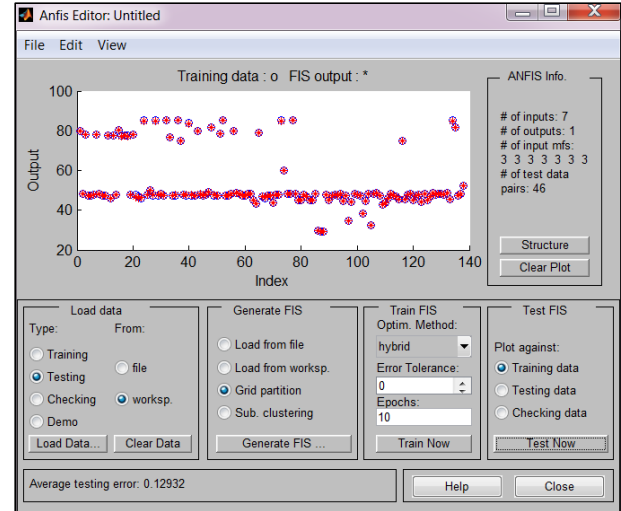 Anfis Editor: Untitled
File Edit View
Training data : o FIS output : *
100
80
60
40
20
Output
0 20 40 60 80 100 120 140
Index
ANFIS Info.
# of inputs: 7
# of outputs: 1
# of input mfs:
3 3 3 3 3 3 3
# of test data
pairs: 46
Structure
Clear Plot
Load data
Type: From:
Training
Testing
Checking
Demo
file
worksp.
Load Data... Clear Data
Generate FIS
Load from file
Load from worksp.
Grid partition
Sub. clustering
Generate FIS ...
Train FIS
Optim. Method:
hybrid
Error Tolerance:
0
Epochs:
10
Train Now
Test FIS
Plot against:
Training data
Testing data
Checking data
Test Now
Average testing error: 0.12932
Help Close